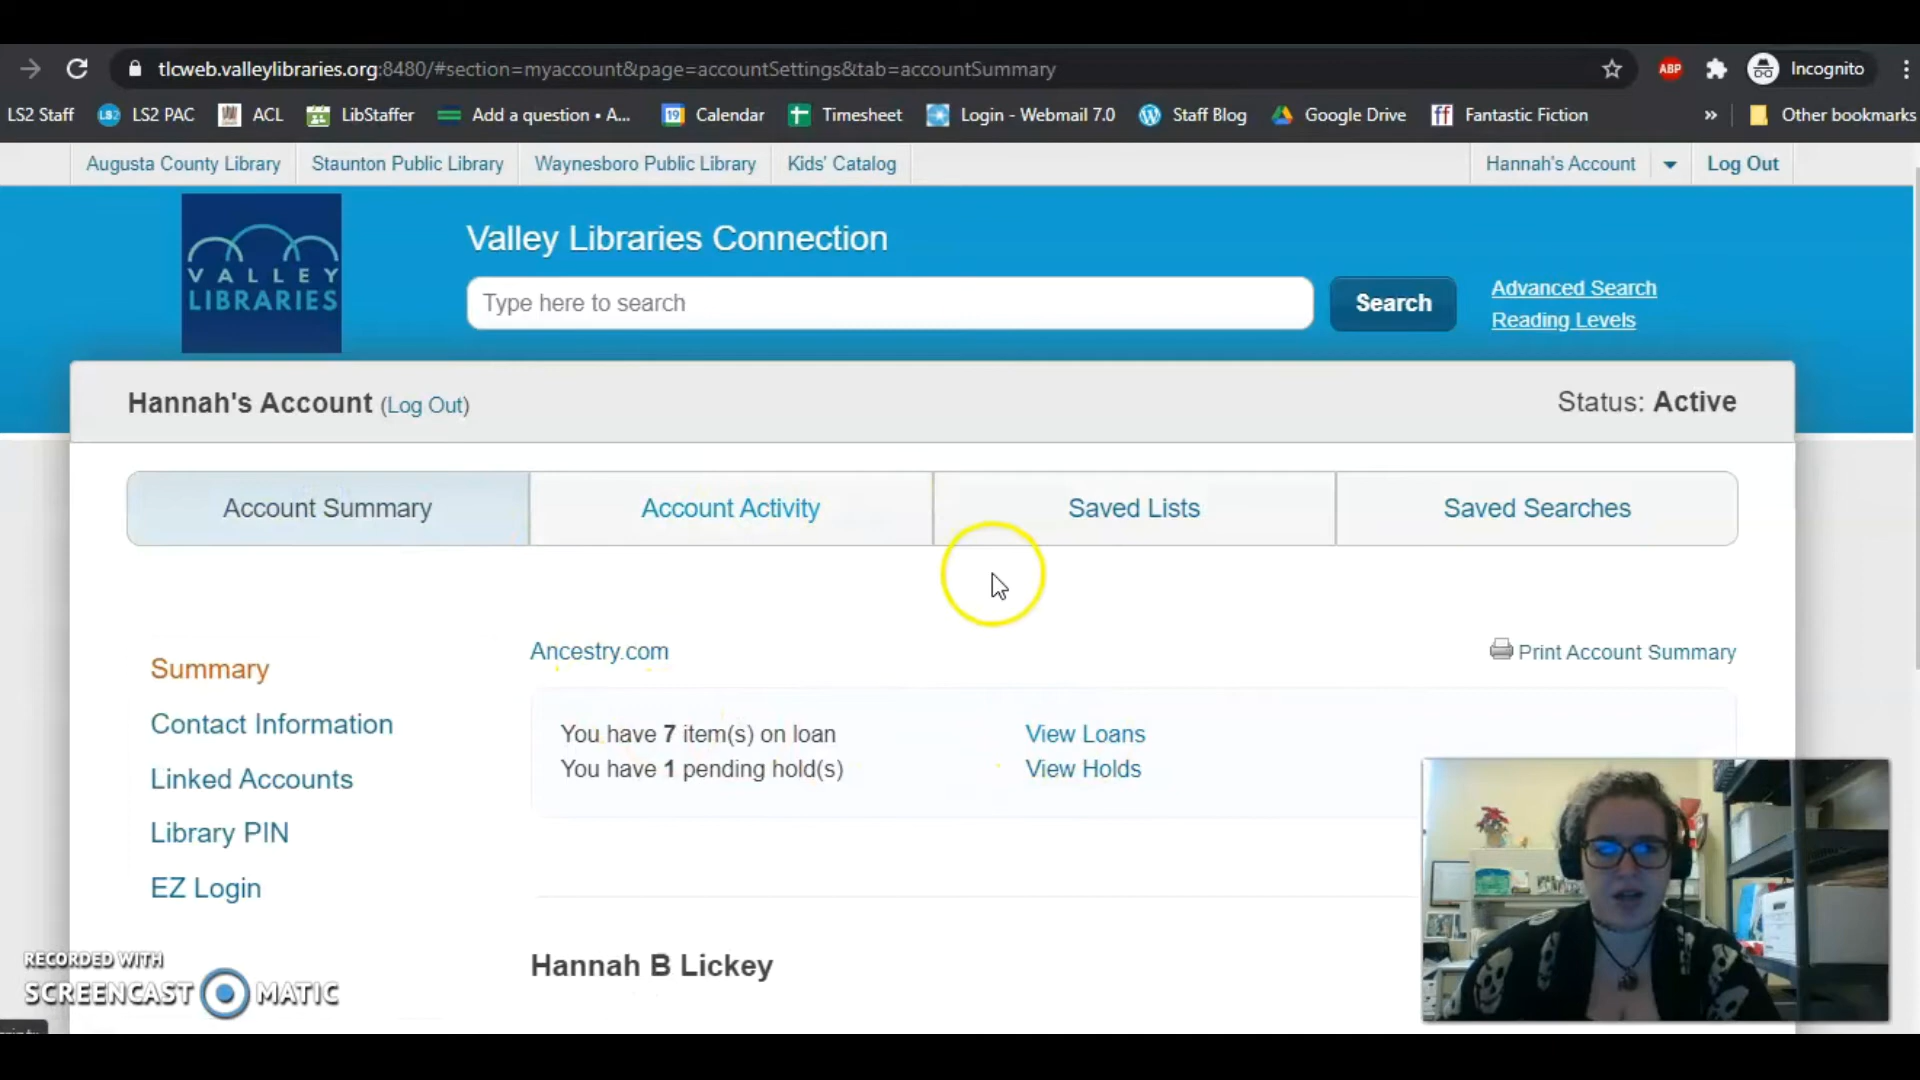 tlcweb.valleylibraries.org:8480/#section=myaccount&page=accountSettings&tab=accountSummary ABP Incognito
LS2 Staff LS2 LS2 PAC ACL LibStaffer Add a question • A... 19 Calendar Timesheet Login - Webmail 7.0 Staff Blog Google Drive ff Fantastic Fiction » Other bookmarks
Augusta County Library Staunton Public Library Waynesboro Public Library Kids' Catalog Hannah's Account Log Out
VALLEY
LIBRARIES
Valley Libraries Connection
Type here to search Search Advanced Search
Reading Levels
Hannah's Account (Log Out) Status: Active
Account Summary Account Activity Saved Lists Saved Searches
Ancestry.com Print Account Summary
Summary
Contact Information
Linked Accounts
Library PIN
EZ Login
You have 7 item(s) on loan View Loans
You have 1 pending hold(s) View Holds
Hannah B Lickey
RECORDED WITH
SCREENCAST MATIC